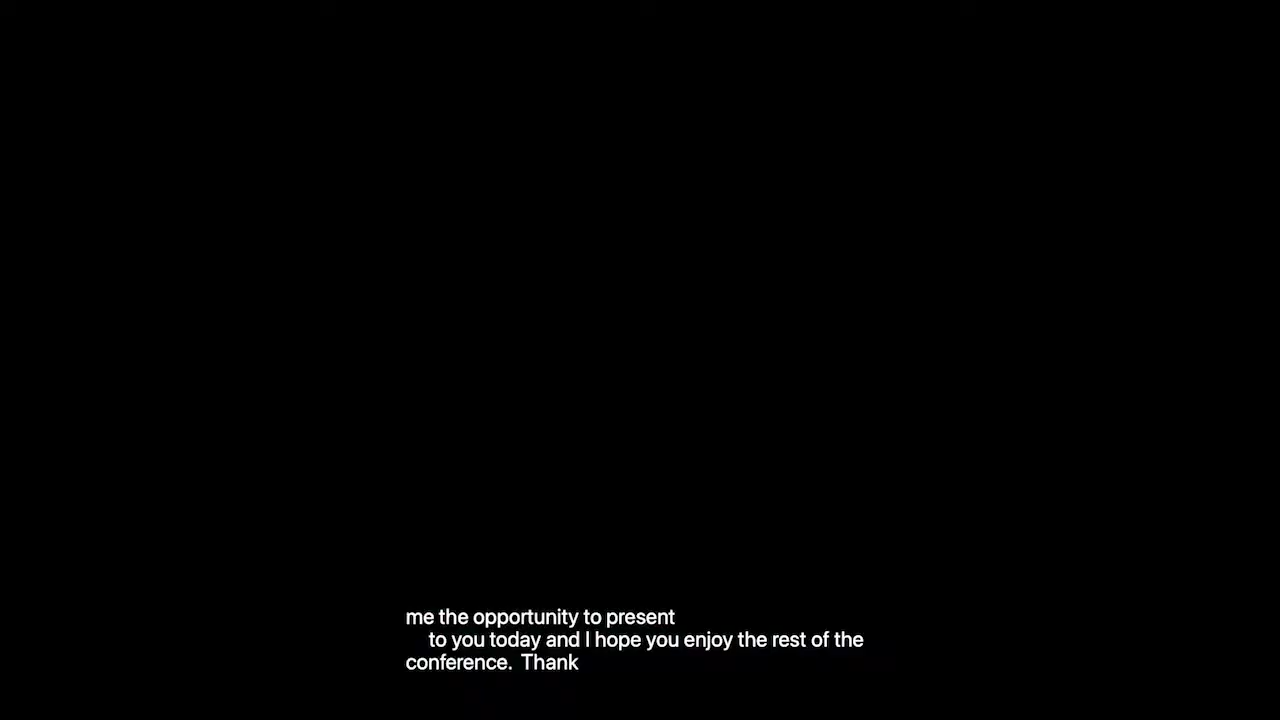 me the opportunity to present
to you today and I hope you enjoy the rest of the
conference.  Thank